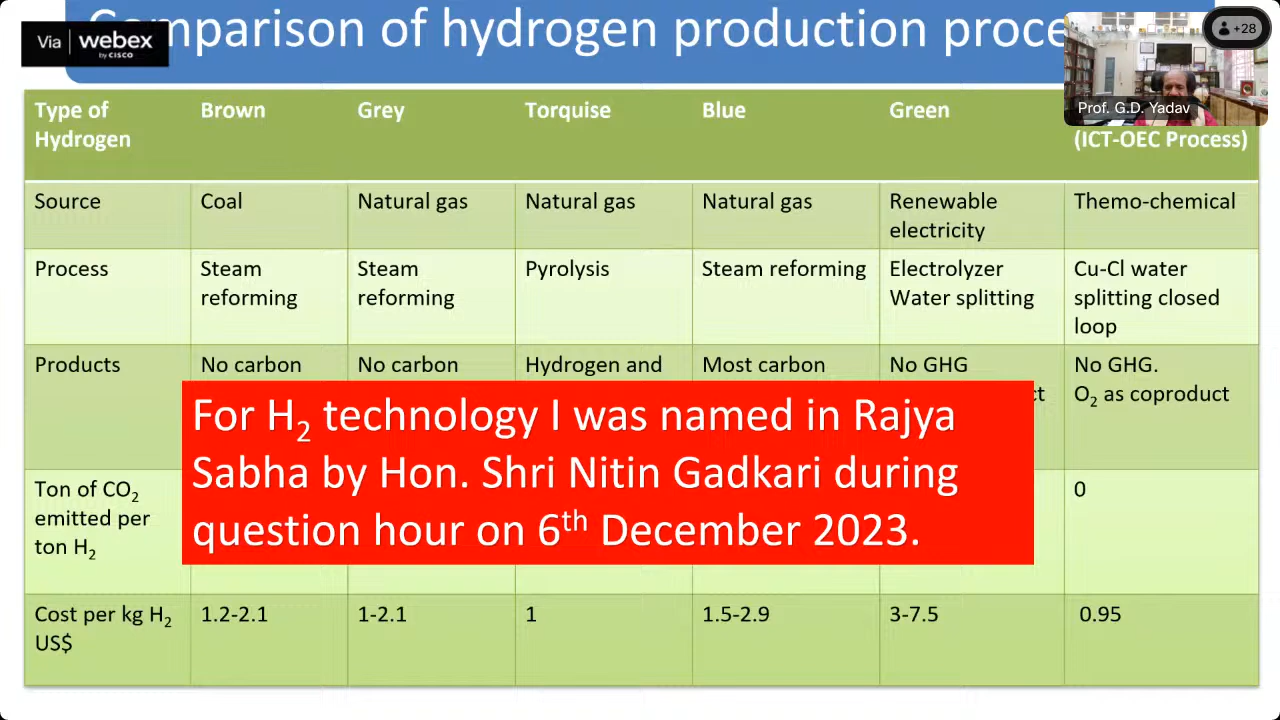 Comparison of hydrogen production proce
Via webex
by CISCO
+28
Prof. G.D. Yadav
Type of Hydrogen Brown Grey Torquise Blue Green (ICT-OEC Process)
Source Coal Natural gas Natural gas Natural gas Renewable electricity Themo-chemical
Process Steam reforming Steam reforming Pyrolysis Steam reforming Electrolyzer Water splitting Cu-Cl water splitting closed loop
Products No carbon No carbon Hydrogen and Most carbon No GHG No GHG. O₂ as coproduct
For H₂ technology I was named in Rajya
Sabha by Hon. Shri Nitin Gadkari during
question hour on 6th December 2023.
Ton of CO₂ emitted per ton H₂ 0
Cost per kg H₂ US$ 1.2-2.1 1-2.1 1 1.5-2.9 3-7.5 0.95